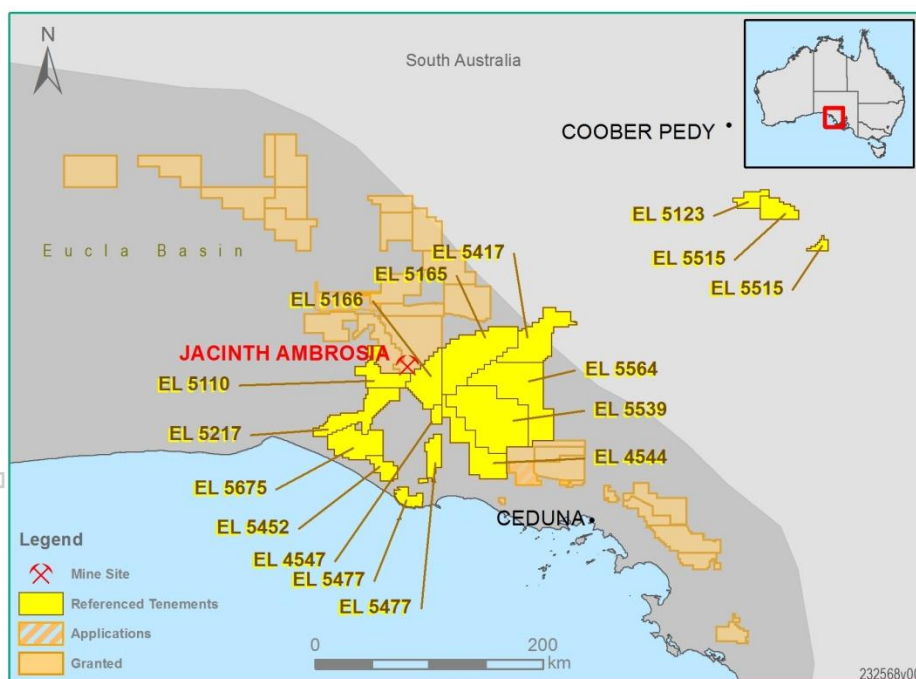 N
South Australia
COOBER PEDY
EL 5123
EL 5417
EL 5515
Eucla Basin
EL 5165
EL 5515
EL 5166
JACINTH AMBROSIA
EL 5564
EL 5110
EL 5539
EL 5217
EL 4544
EL 5675
CEDUNA
EL 5452
Legend
EL 4547
Mine Site
EL 5477
Referenced Tenements
EL 5477
Applications
0 200
km
Granted